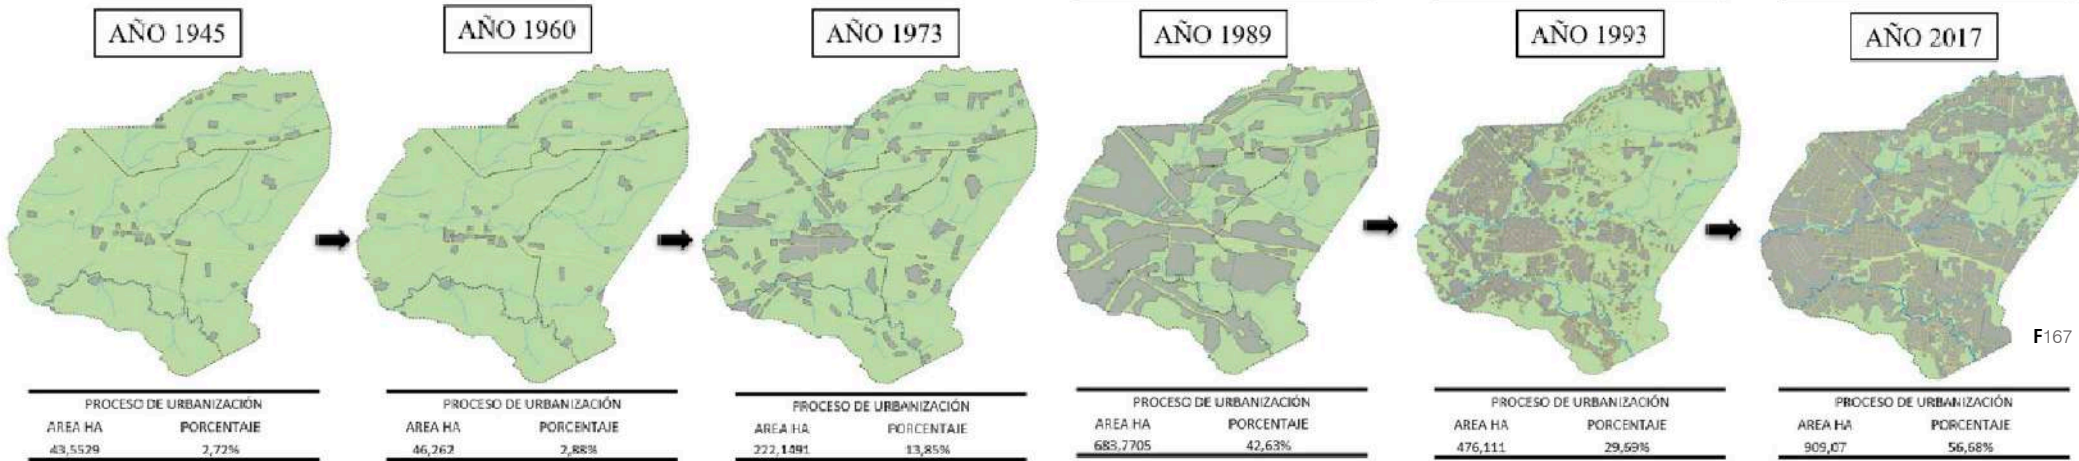 AÑO 1945
PROCESO DE URBANIZACIÓN
AREA HA PORCENTAJE
43,5529 2,72%
AÑO 1960
PROCESO DE URBANIZACIÓN
AREA HA PORCENTAJE
46,262 2,88%
AÑO 1973
PROCESO DE URBANIZACIÓN
AREA HA PORCENTAJE
222,1491 13,85%
AÑO 1989
PROCESO DE URBANIZACIÓN
AREA HA PORCENTAJE
683,7705 42,63%
AÑO 1993
PROCESO DE URBANIZACIÓN
AREA HA PORCENTAJE
476,111 29,69%
AÑO 2017
PROCESO DE URBANIZACIÓN
AREA HA PORCENTAJE
909,07 56,68%
F167